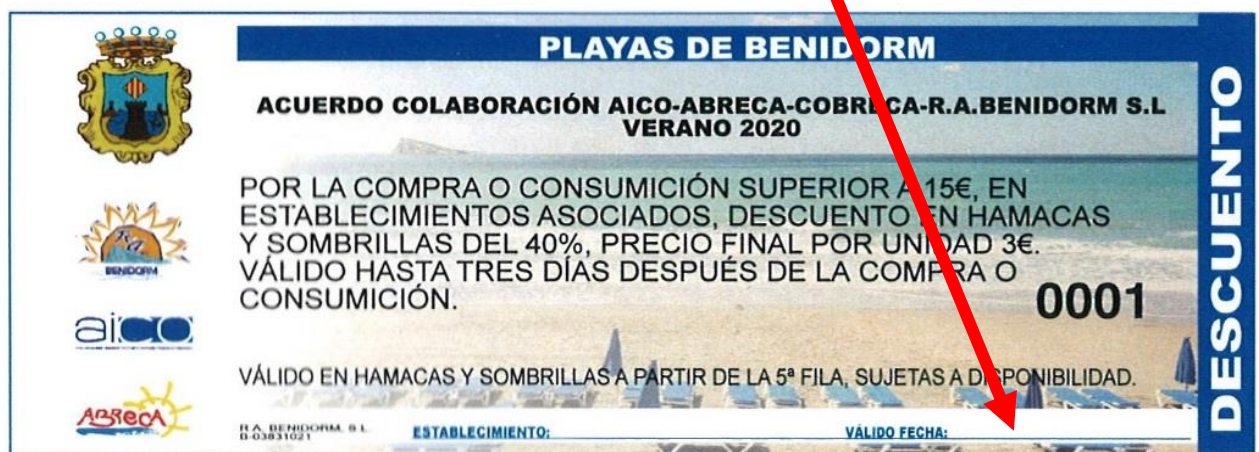 PLAYAS DE BENIDORM
ACUERDO COLABORACIÓN AICO-ABRECA-COBRECA-R.A.BENIDORM S.L
VERANO 2020
POR LA COMPRA O CONSUMICIÓN SUPERIOR A 15€, EN
ESTABLECIMIENTOS ASOCIADOS, DESCUENTO EN HAMACAS
Y SOMBRILLAS DEL 40%, PRECIO FINAL POR UNIDAD 3€.
VÁLIDO HASTA TRES DÍAS DESPUÉS DE LA COMPRA O
CONSUMICIÓN.
0001
VÁLIDO EN HAMACAS Y SOMBRILLAS A PARTIR DE LA 5ª FILA, SUJETAS A DISPONIBILIDAD.
R.A. BENIDORM, S.L.
B-03831021
ESTABLECIMIENTO:
VÁLIDO FECHA:
DESCUENTO
RA
BENIDORM
aico
ABRECA